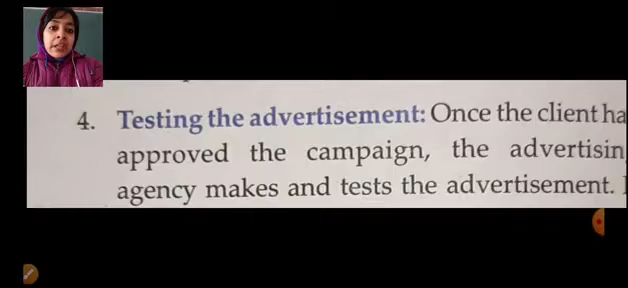 4. Testing the advertisement: Once the client ha
approved the campaign, the advertisin
agency makes and tests the advertisement.